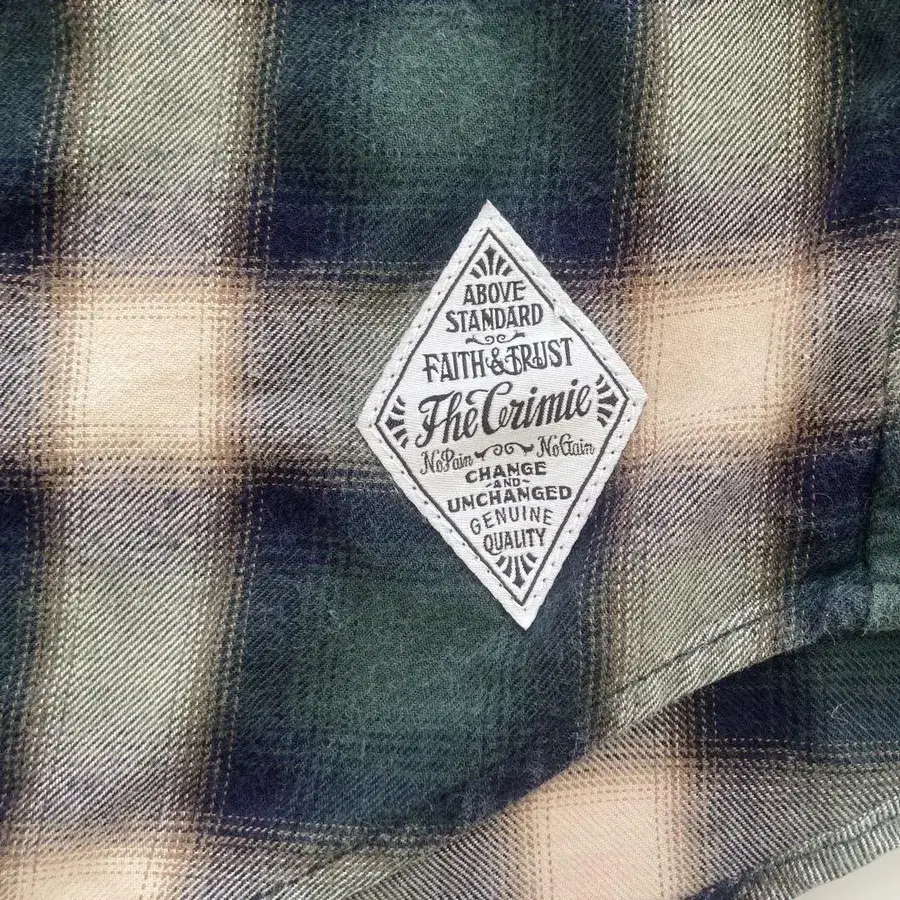 ABOVE
STANDARD
FAITH & TRUST
The Crimie
No Pain No Gain
CHANGE
-AND-
UNCHANGED
GENUINE
QUALITY